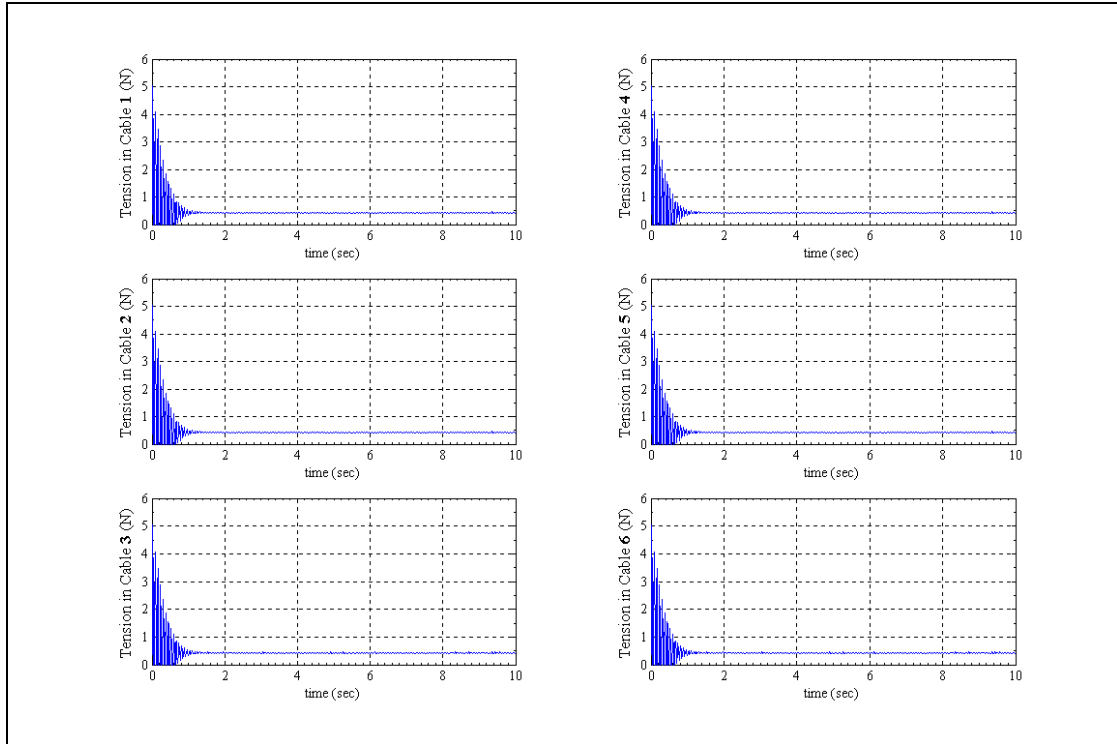 6
5
4
3
2
1
0
Tension in Cable 1 (N)
0 2 4 6 8 10
time (sec)
6
5
4
3
2
1
0
Tension in Cable 4 (N)
0 2 4 6 8 10
time (sec)
6
5
4
3
2
1
0
Tension in Cable 2 (N)
0 2 4 6 8 10
time (sec)
6
5
4
3
2
1
0
Tension in Cable 5 (N)
0 2 4 6 8 10
time (sec)
6
5
4
3
2
1
0
Tension in Cable 3 (N)
0 2 4 6 8 10
time (sec)
6
5
4
3
2
1
0
Tension in Cable 6 (N)
0 2 4 6 8 10
time (sec)